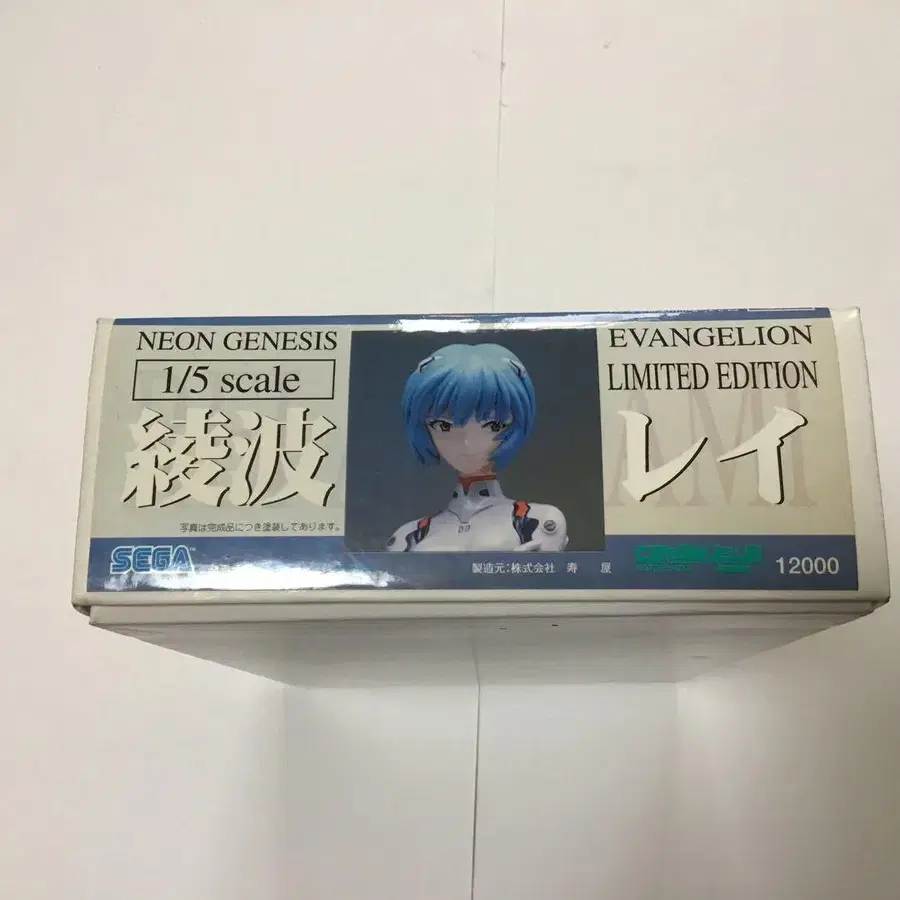 NEON GENESIS
EVANGELION
1/5 scale
LIMITED EDITION
綾波
レイ
写真は完成品につき塗装してあります。
SEGA™
製造元:株式会社 寿 屋
12000
00